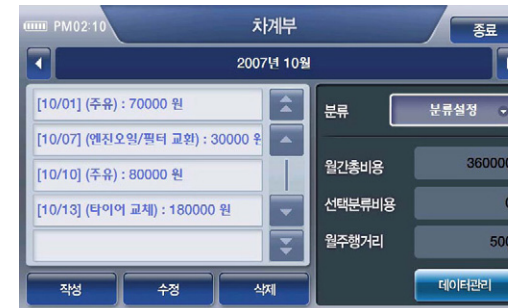 PM02:10
차계부
종료
2007년 10월
[10/01] (주유) : 70000 원
[10/07] (엔진오일/필터 교환) : 30000 원
[10/10] (주유) : 80000 원
[10/13] (타이어 교체) : 180000 원
분류
분류설정
월간총비용
360000
선택분류비용
월주행거리
500
작성
수정
삭제
데이터관리